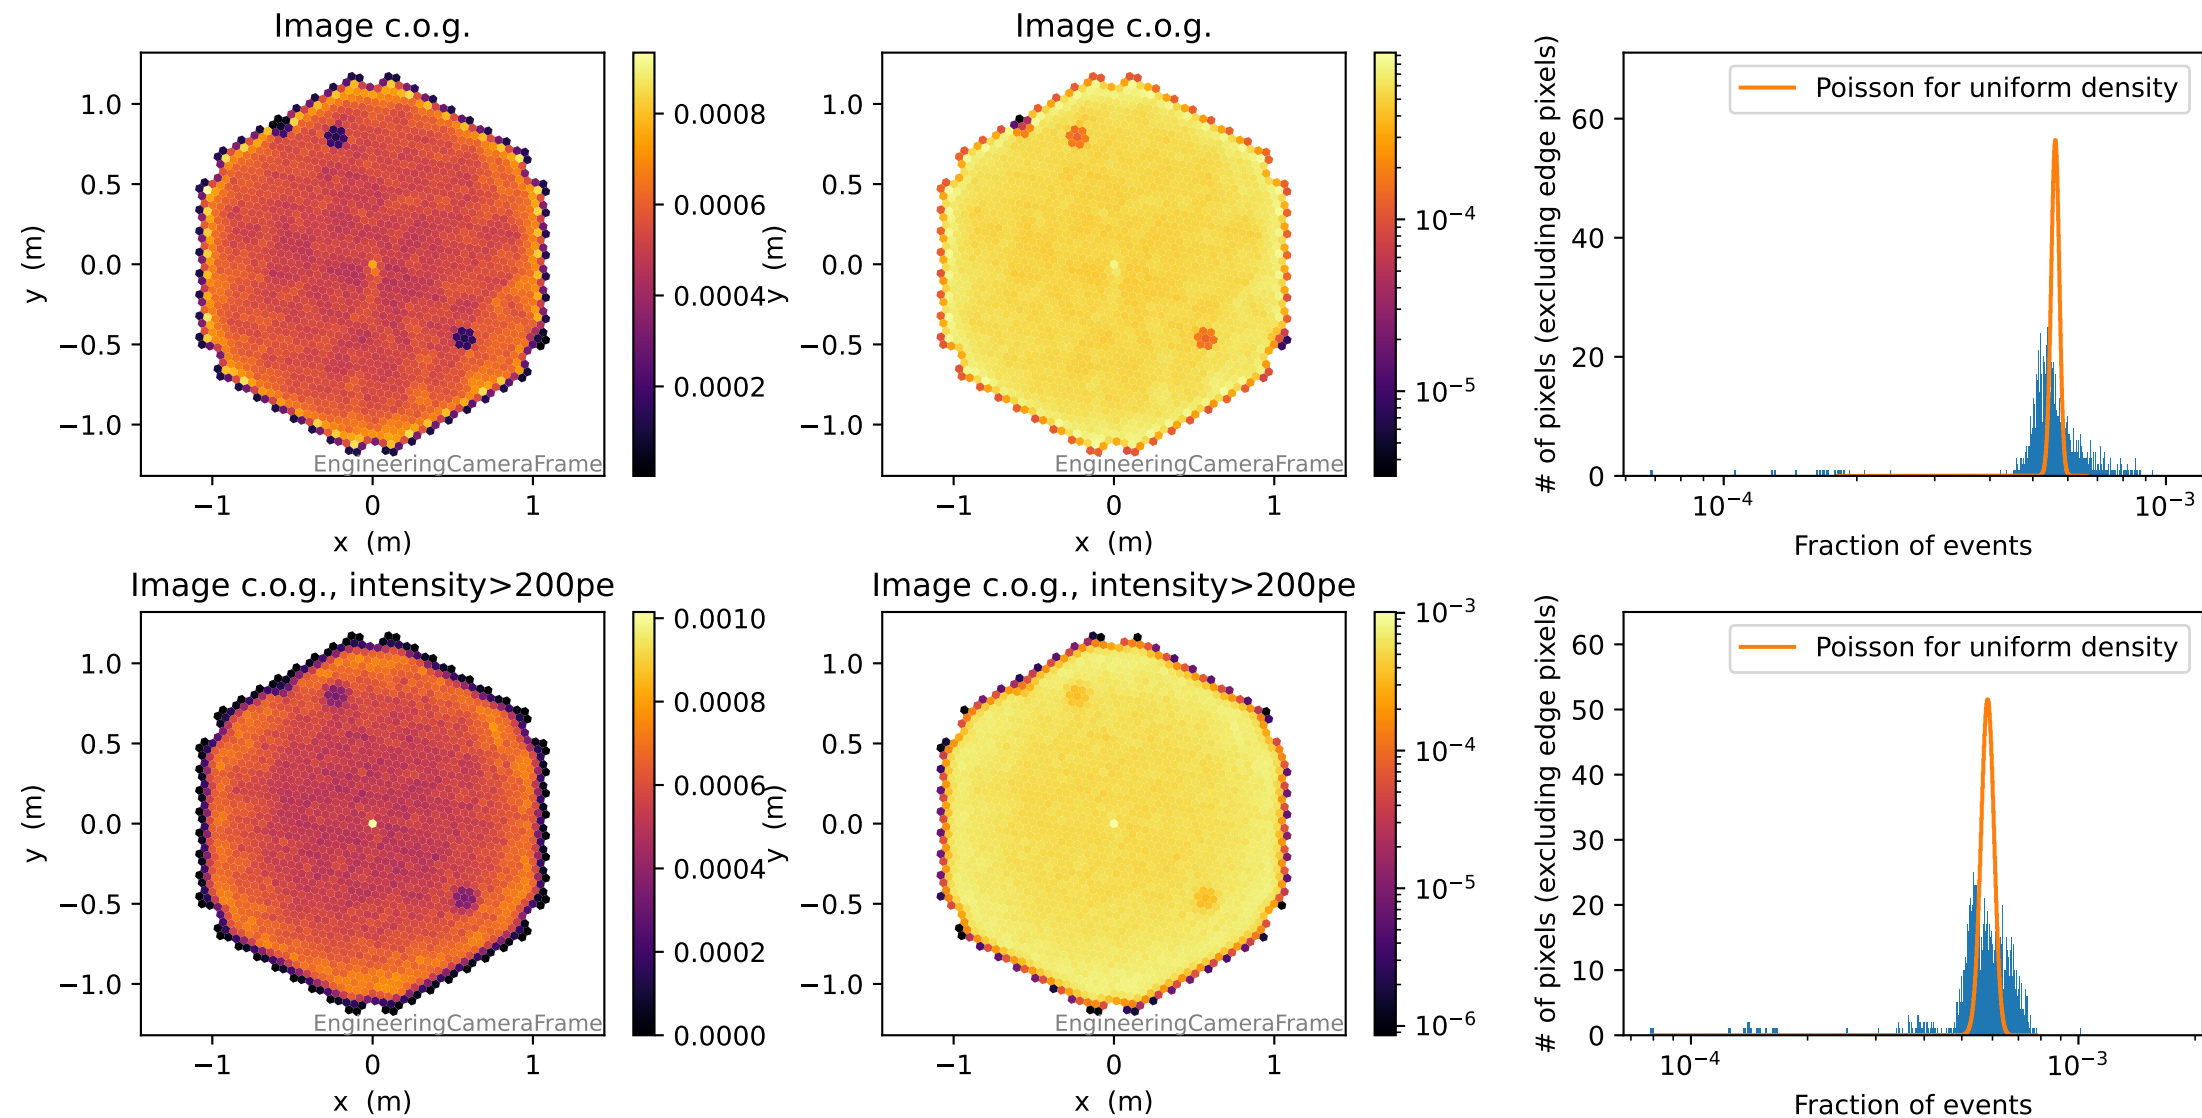 Image c.o.g.
1.0
0.5
0.0
−0.5
−1.0
y (m)
−1
0
1
x (m)
EngineeringCameraFrame
0.0008
0.0006
0.0004
0.0002
Image c.o.g.
1.0
0.5
0.0
−0.5
−1.0
y (m)
−1
0
1
x (m)
EngineeringCameraFrame
10⁻⁴
10⁻⁵
# of pixels (excluding edge pixels)
60
40
20
0
Poisson for uniform density
10⁻⁴
10⁻³
Fraction of events
Image c.o.g., intensity>200pe
1.0
0.5
0.0
−0.5
−1.0
y (m)
−1
0
1
x (m)
EngineeringCameraFrame
0.0010
0.0008
0.0006
0.0004
0.0002
0.0000
Image c.o.g., intensity>200pe
1.0
0.5
0.0
−0.5
−1.0
y (m)
−1
0
1
x (m)
EngineeringCameraFrame
10⁻³
10⁻⁴
10⁻⁵
10⁻⁶
# of pixels (excluding edge pixels)
60
50
40
30
20
10
0
Poisson for uniform density
10⁻⁴
10⁻³
Fraction of events